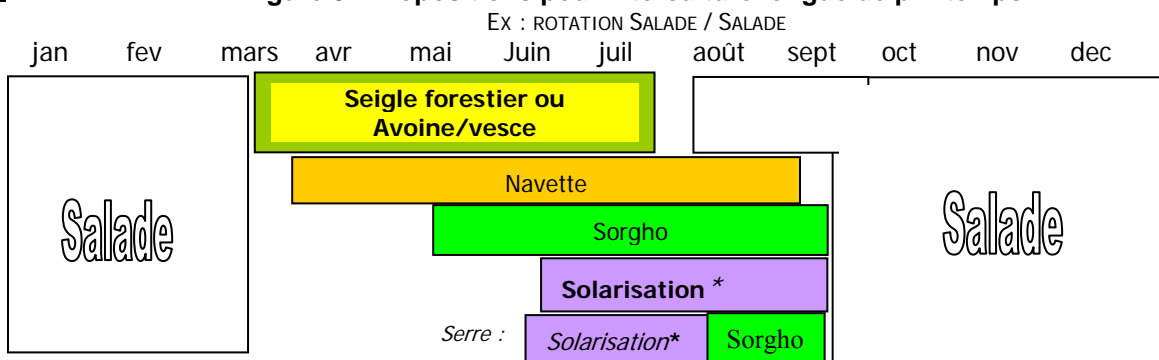 EX : ROTATION SALADE / SALADE
jan fev mars avr mai Juin juil août sept oct nov dec
Seigle forestier ou
Avoine/vesce
Navette
Salade
Sorgho
Salade
Solarisation *
Serre :
Solarisation*
Sorgho